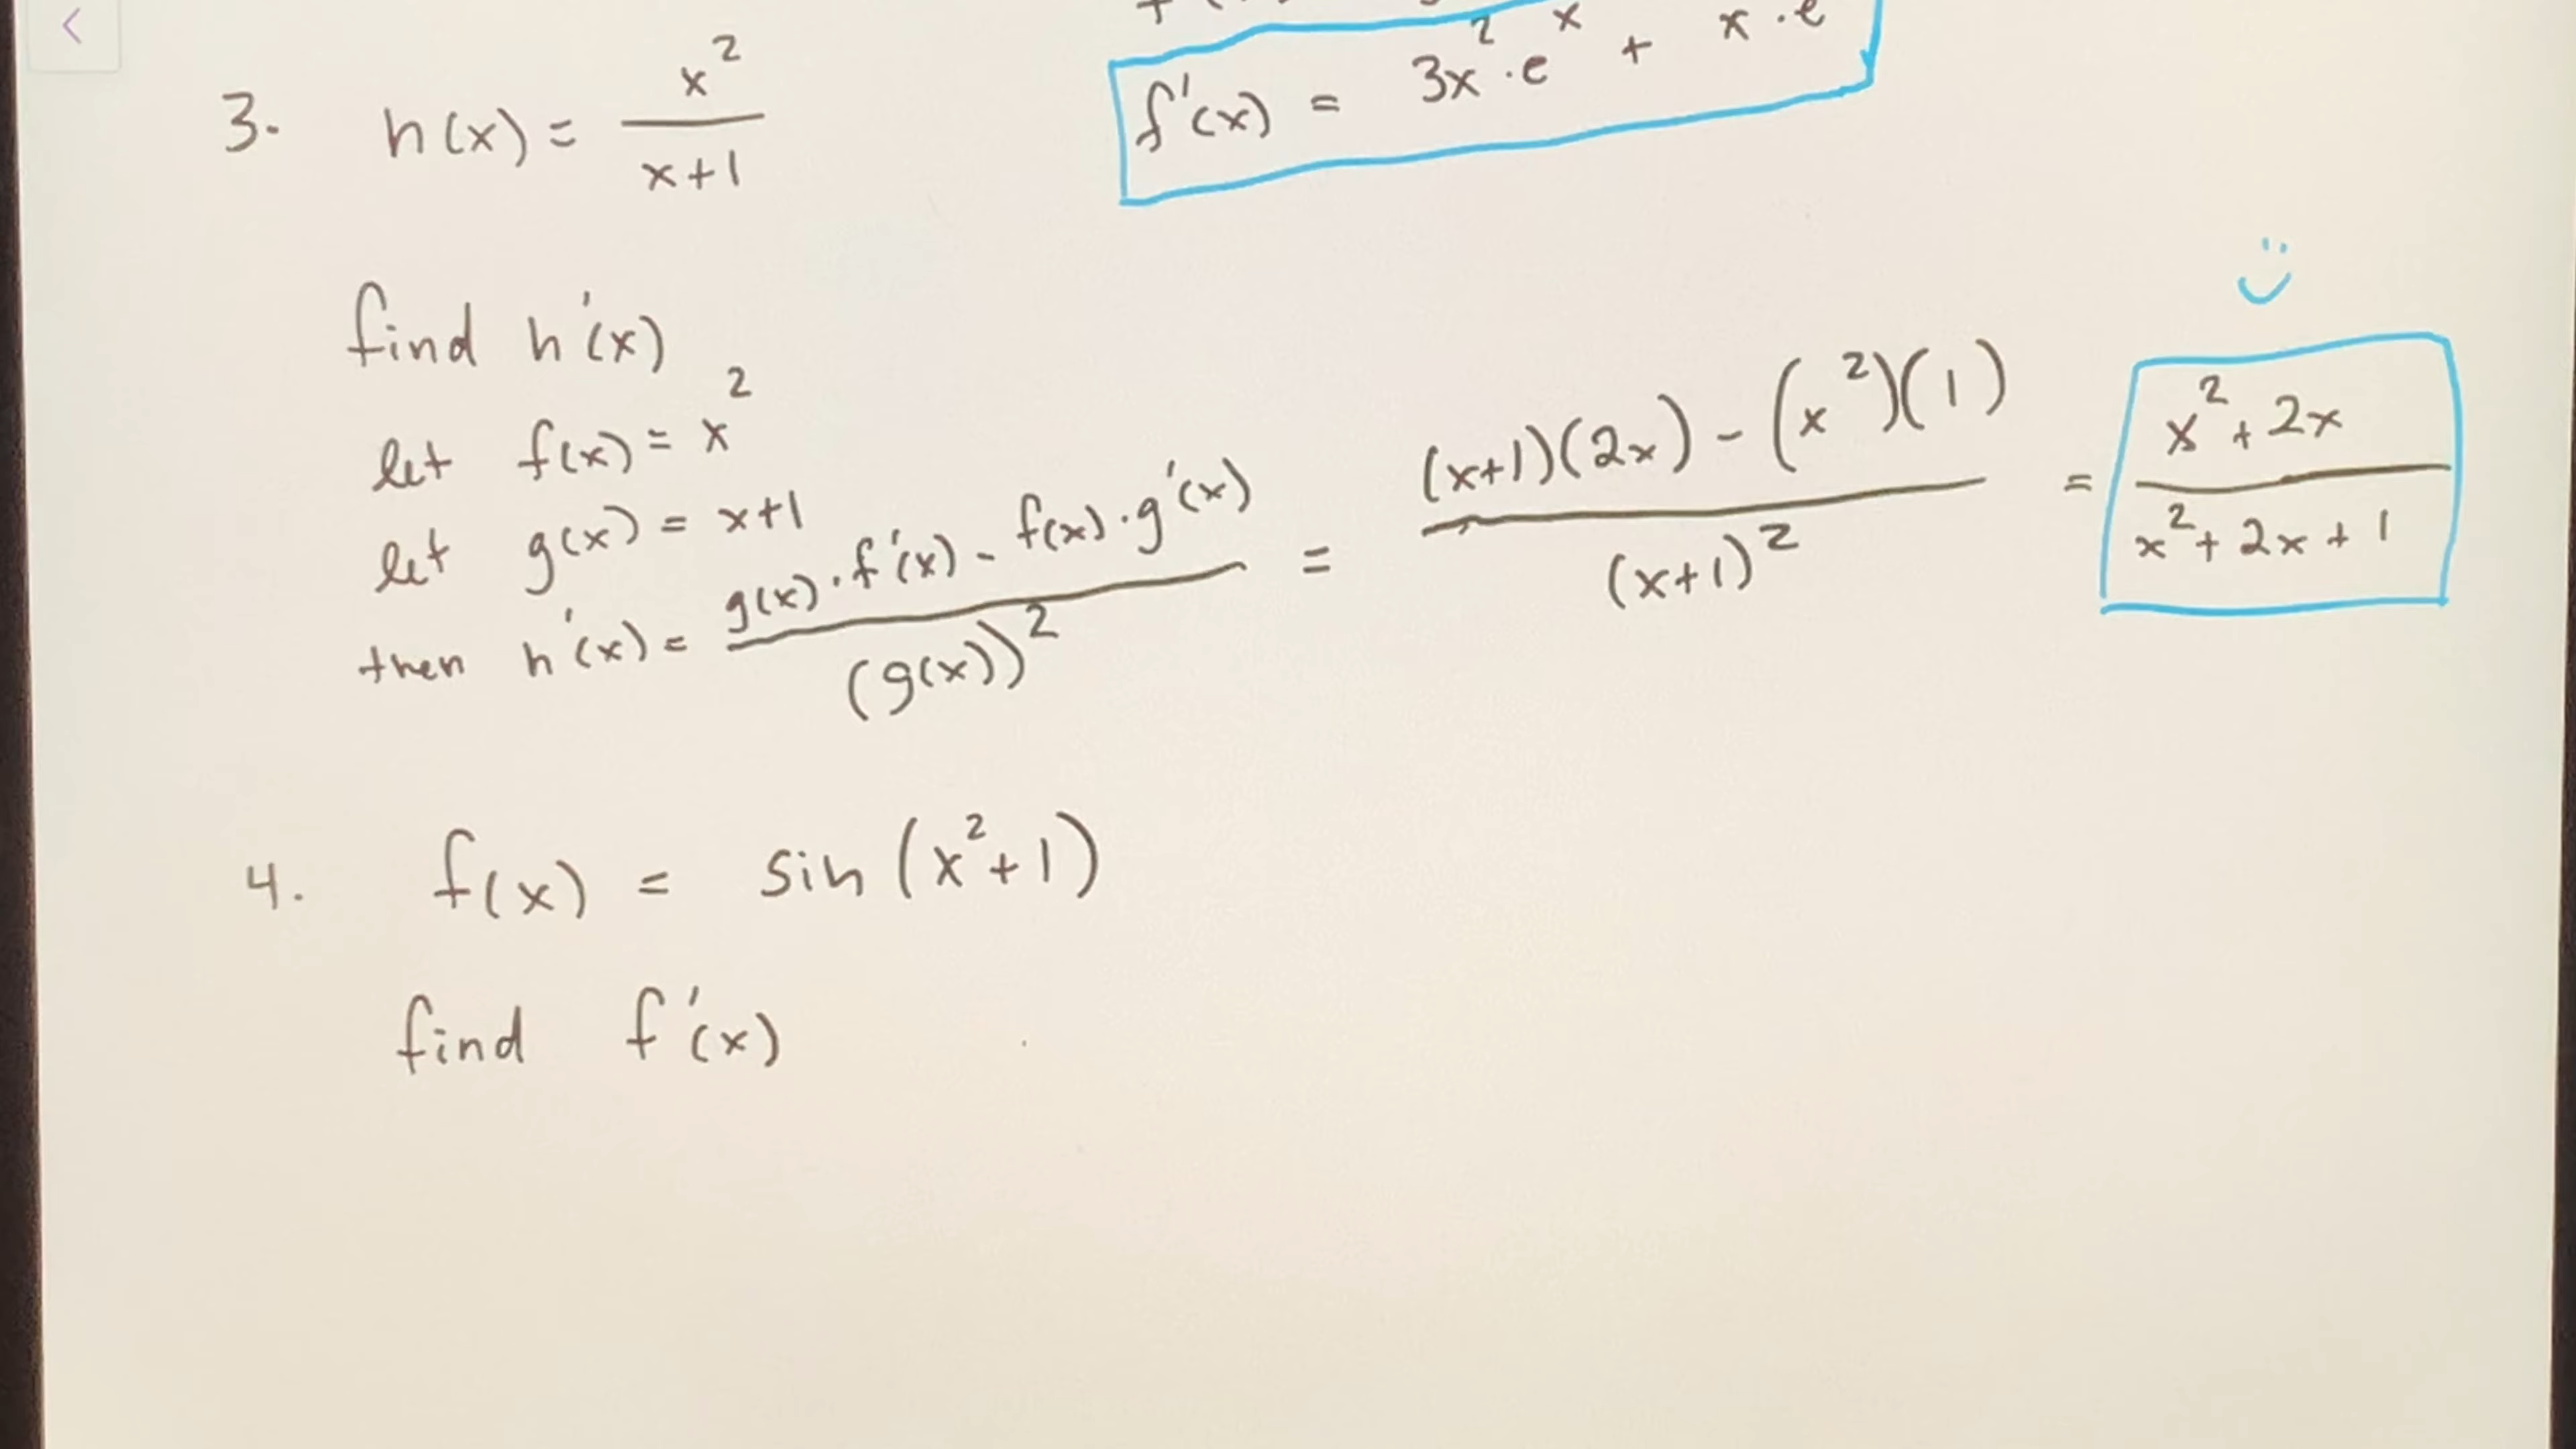 f'(x) = 3x² · e^x + x · e
3. h(x) = x² / x+1
find h'(x)
let f(x) = x²
let g(x) = x+1
then h'(x) = g(x) · f'(x) - f(x) · g'(x) / (g(x))² = (x+1)(2x) - (x²)(1) / (x+1)² = x² + 2x / x² + 2x + 1
4. f(x) = sin (x²+1)
find f'(x)